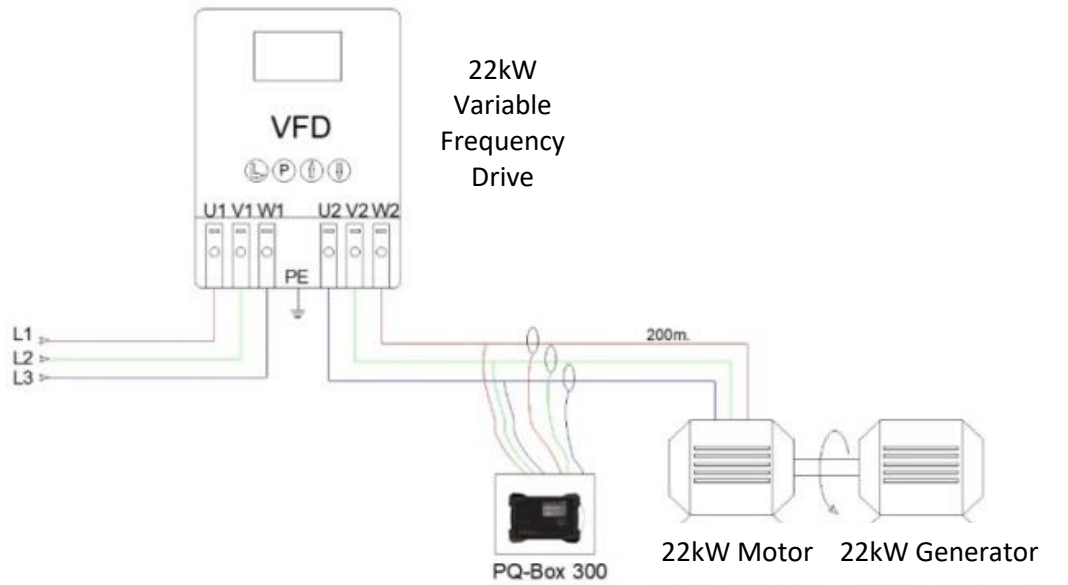 22kW
Variable
Frequency
Drive
VFD
P
U1 V1 W1 U2 V2 W2
PE
L1
L2
L3
200m.
22kW Motor 22kW Generator
PQ-Box 300